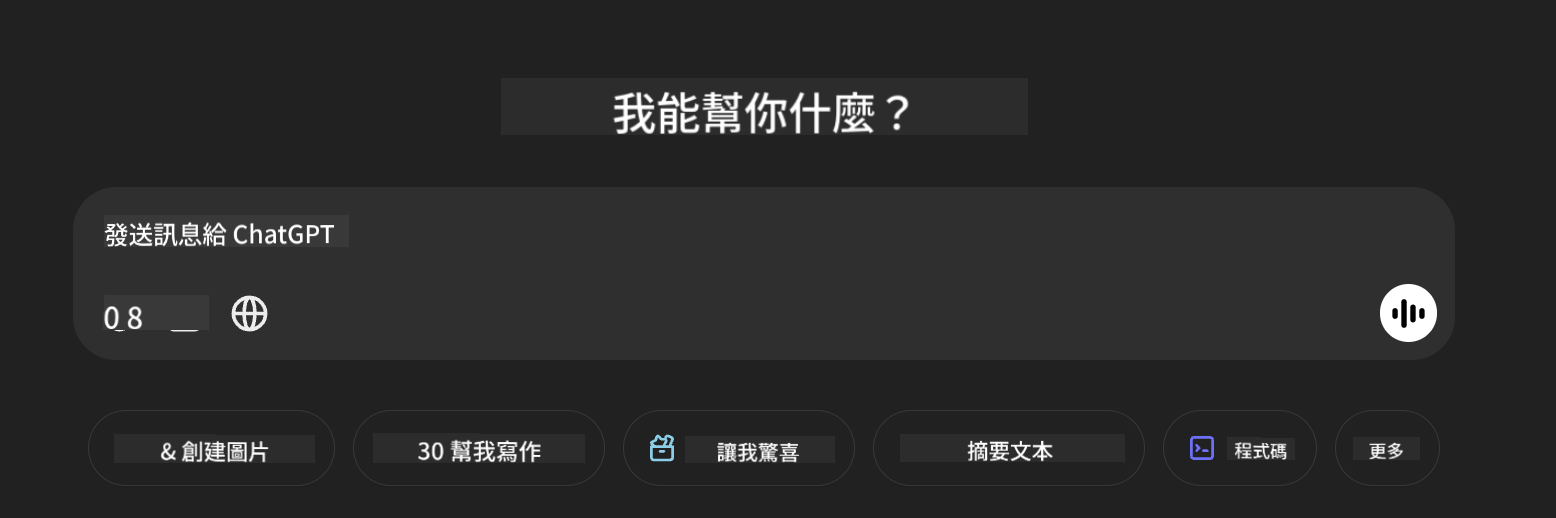 我能幫你什麼？
發送訊息給 ChatGPT
0 8
& 創建圖片
30 幫我寫作
讓我驚喜
摘要文本
程式碼
更多